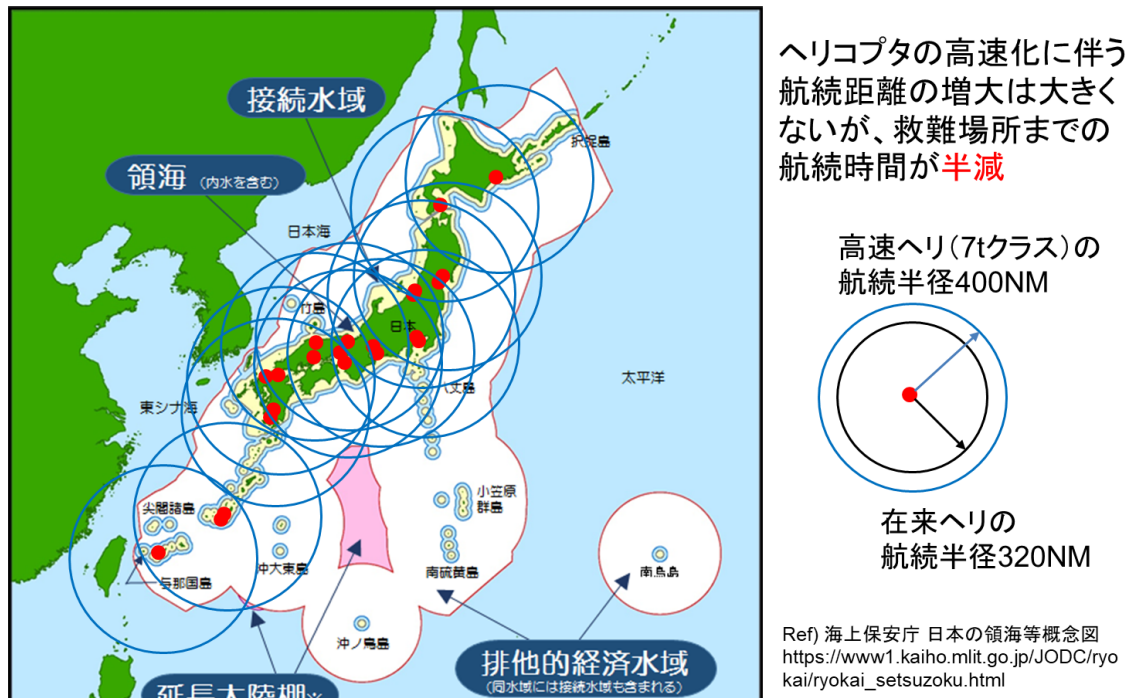 ヘリコプタの高速化に伴う
航続距離の増大は大きく
ないが、救難場所までの
航続時間が半減
高速ヘリ（7tクラス）の
航続半径400NM
在来ヘリの
航続半径320NM
Ref) 海上保安庁 日本の領海等概念図
https://www1.kaiho.mlit.go.jp/JODC/ryo
kai/ryokai_setsuzoku.html
接続水域
領海 （内水を含む）
択捉島
日本海
竹島
日本
八丈島
太平洋
東シナ海
小笠原
群島
尖閣諸島
沖大東島
南硫黄島
南鳥島
与那国島
沖ノ鳥島
排他的経済水域
（同水域には接続水域も含まれる）
延長大陸棚※